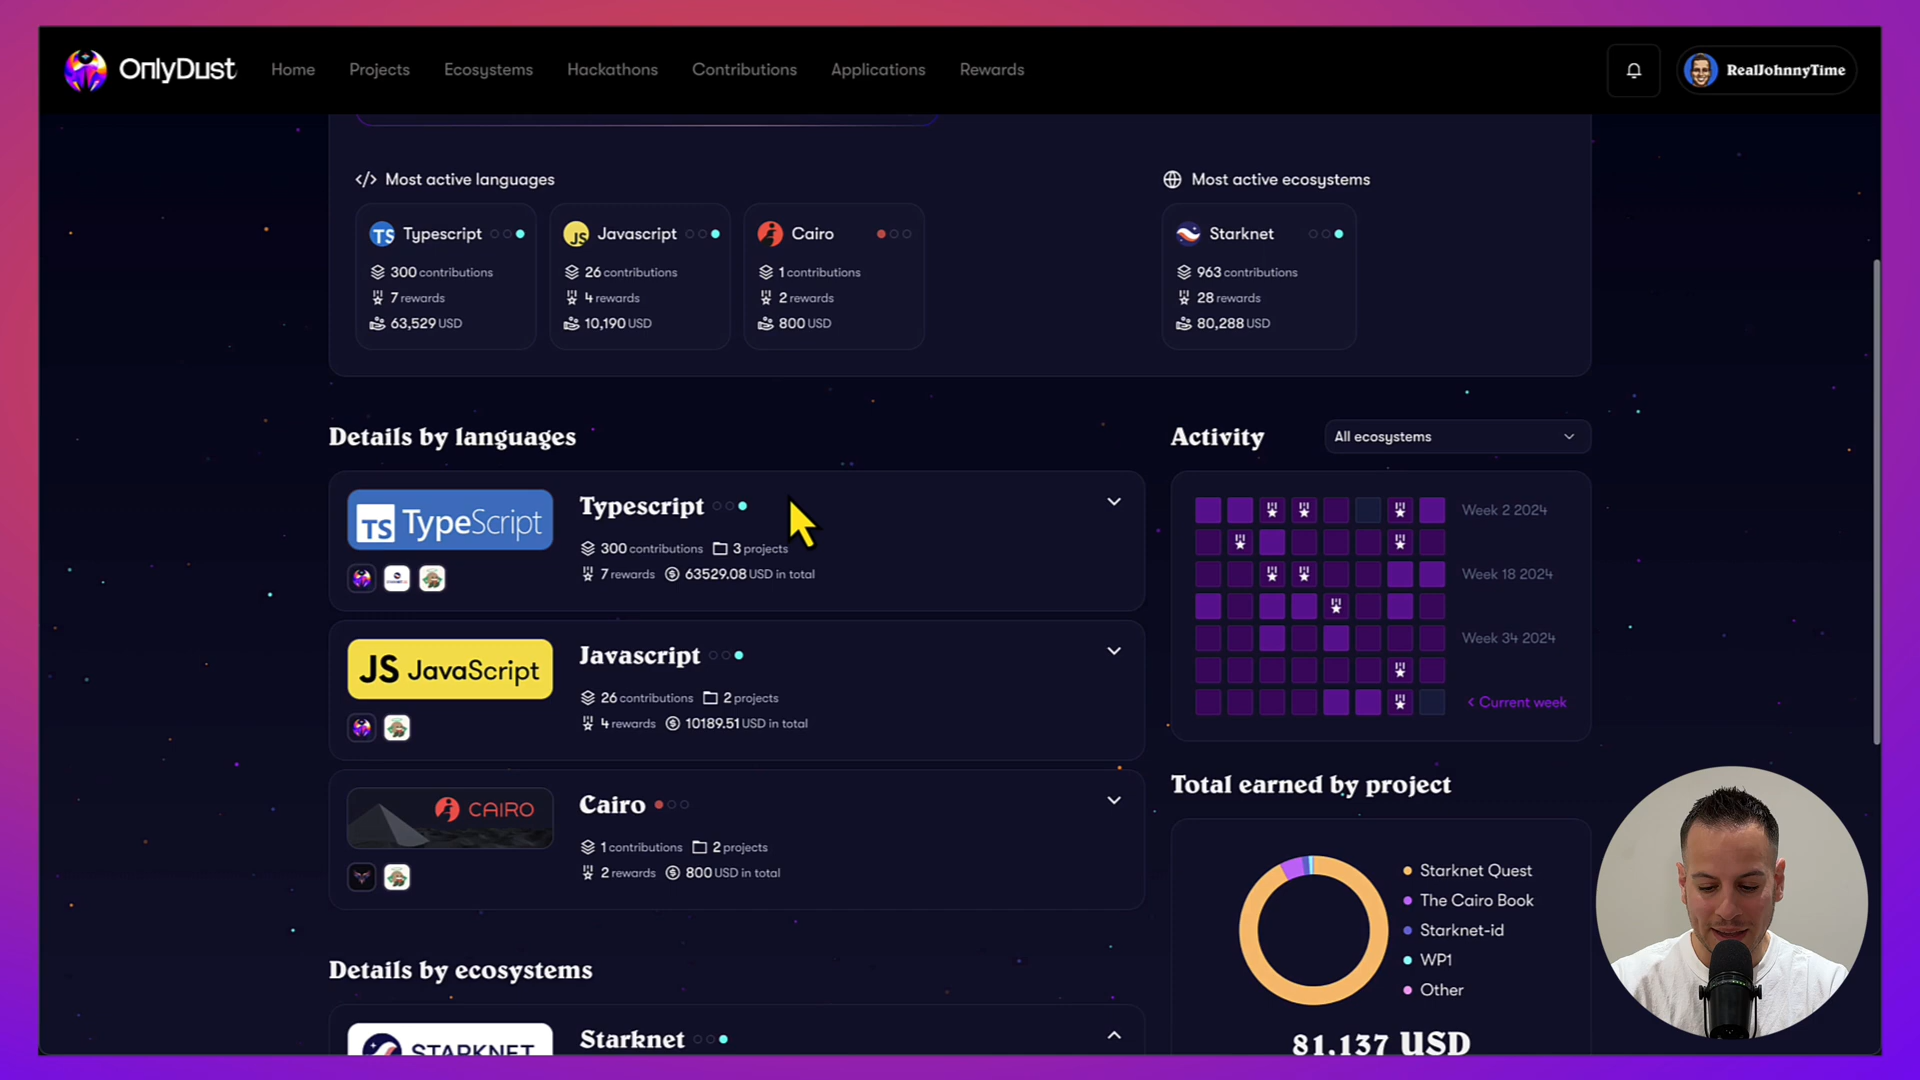 OnlyDust
Home
Projects
Ecosystems
Hackathons
Contributions
Applications
Rewards
RealJohnnyTime
Most active languages
Most active ecosystems
TS Typescript
JS Javascript
Cairo
Starknet
300 contributions
26 contributions
1 contributions
963 contributions
7 rewards
4 rewards
2 rewards
28 rewards
63,529 USD
10,190 USD
800 USD
80,288 USD
Details by languages
TS TypeScript
Typescript
300 contributions 3 projects
7 rewards 63529.08 USD in total
JS JavaScript
Javascript
26 contributions 2 projects
4 rewards 10189.51 USD in total
CAIRO
Cairo
1 contributions 2 projects
2 rewards 800 USD in total
Details by ecosystems
STARKNET
Starknet
Activity
All ecosystems
Week 2 2024
Week 18 2024
Week 34 2024
< Current week
Total earned by project
Starknet Quest
The Cairo Book
Starknet-id
WP1
Other
81,137 USD